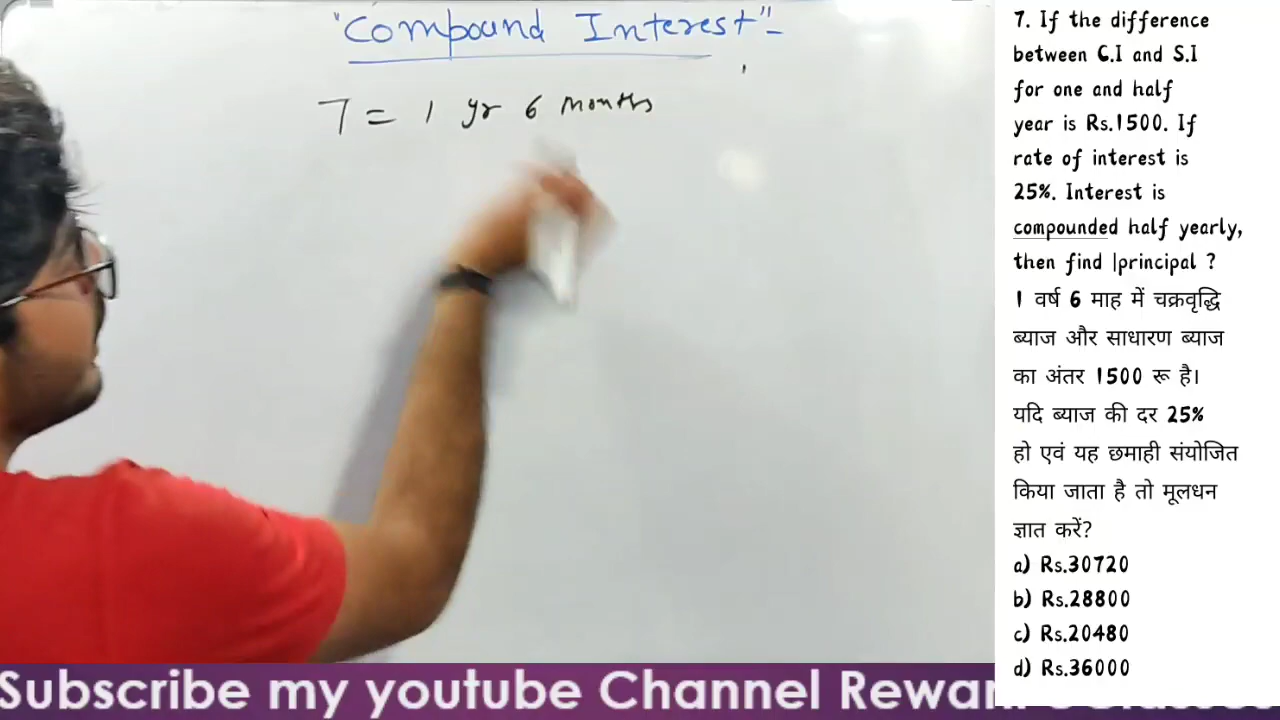 "Compound Interest"-
T = 1 yr 6 months
7. If the difference
between C.I and S.I
for one and half
year is Rs.1500. If
rate of interest is
25%. Interest is
compounded half yearly,
then find |principal ?
1 वर्ष 6 माह में चक्रवृद्धि
ब्याज और साधारण ब्याज
का अंतर 1500 रू है।
यदि ब्याज की दर 25%
हो एवं यह छमाही संयोजित
किया जाता है तो मूलधन
ज्ञात करें?
a) Rs.30720
b) Rs.28800
c) Rs.20480
d) Rs.36000
Subscribe my youtube Channel